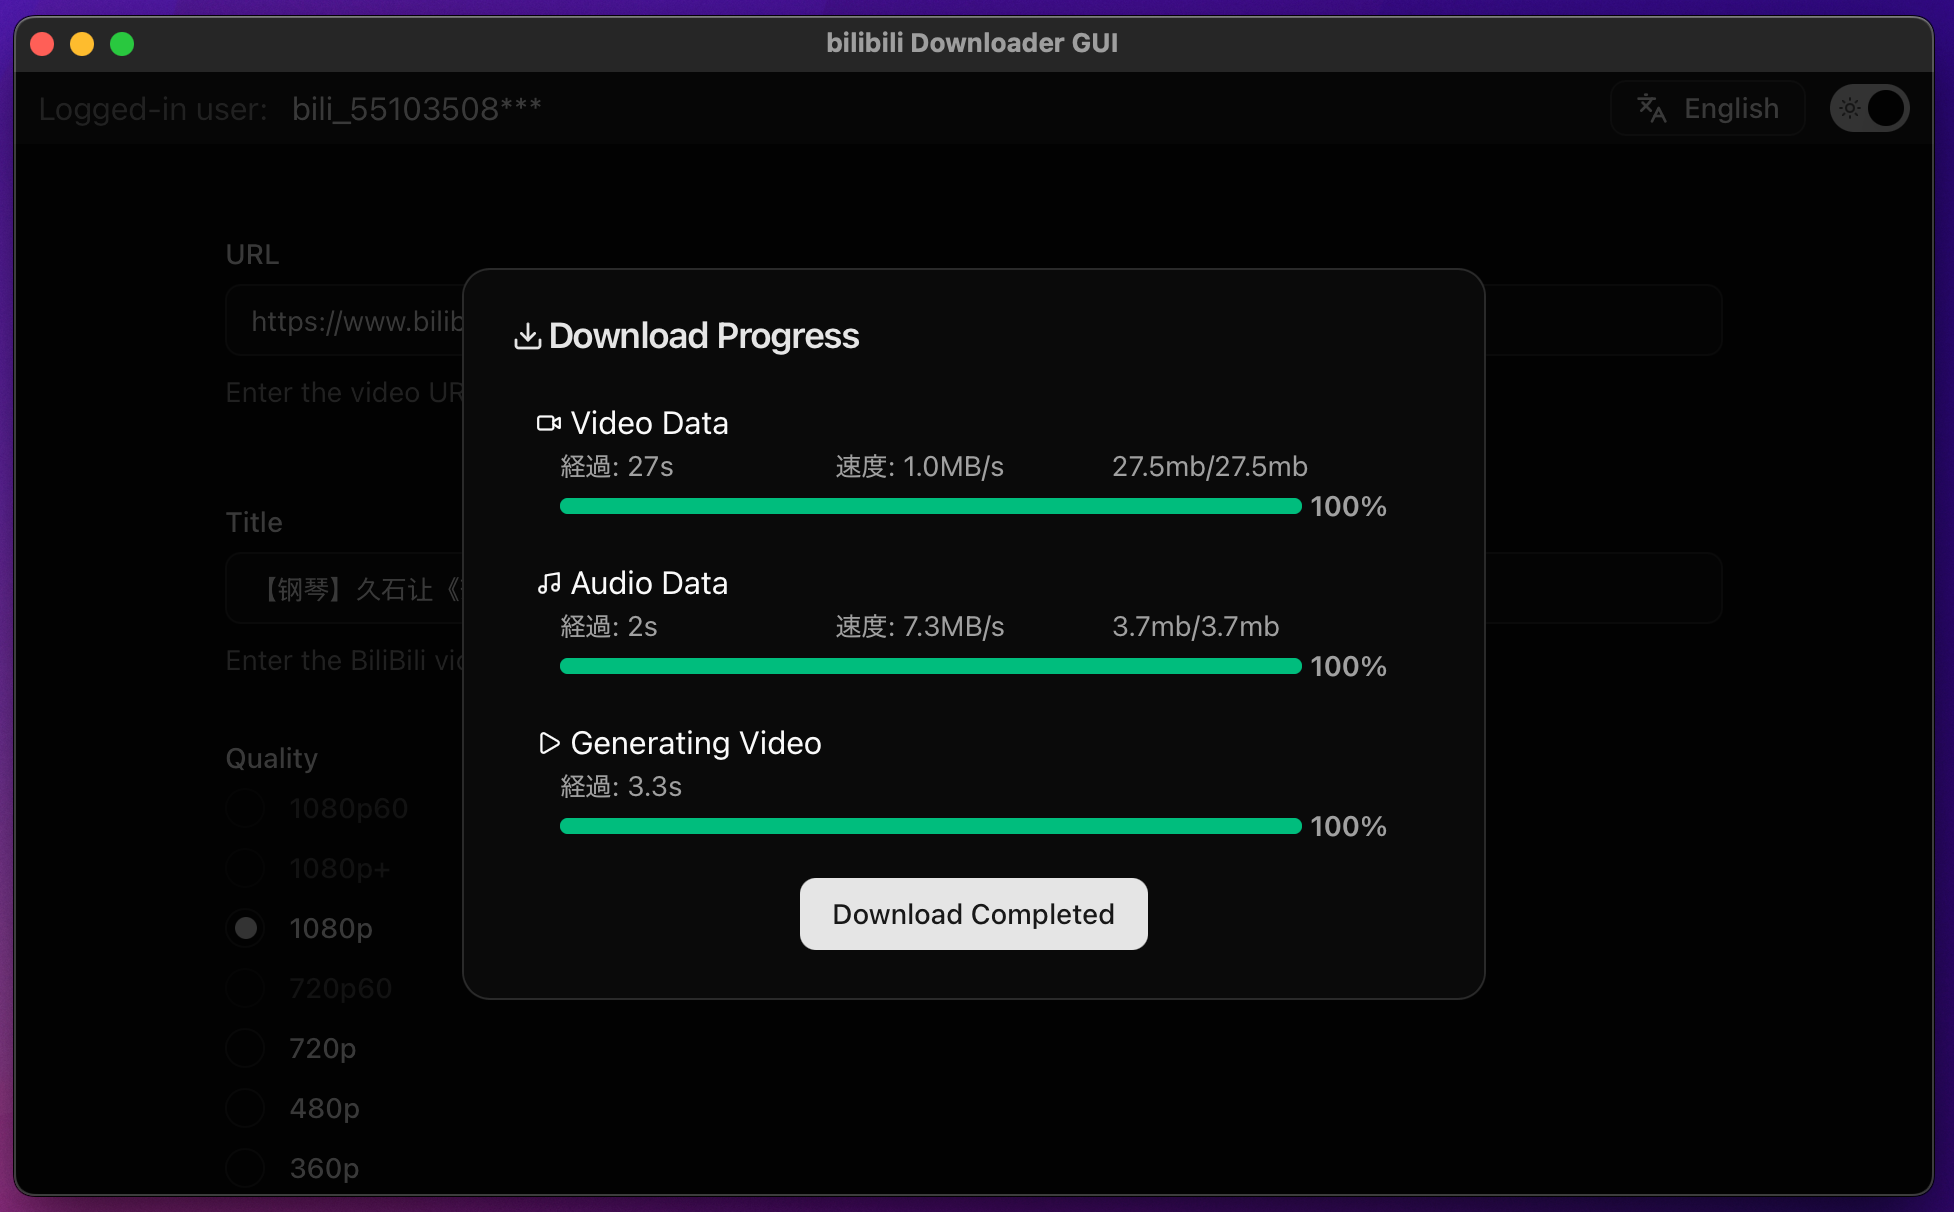 bilibili Downloader GUI
Logged-in user: bili_55103508***
English
URL
https://www.bilib
Enter the video UR
Download Progress
Video Data
経過: 27s 速度: 1.0MB/s 27.5mb/27.5mb
100%
Title
【钢琴】久石让《
Enter the BiliBili vid
Audio Data
経過: 2s 速度: 7.3MB/s 3.7mb/3.7mb
100%
Generating Video
経過: 3.3s
100%
Download Completed
Quality
1080p60
1080p+
1080p
720p60
720p
480p
360p